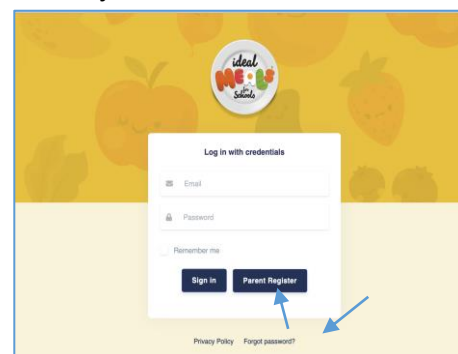 ideal
MEALS
for
Schools
Log in with credentials
Email
Password
Remember me
Sign in Parent Register
Privacy Policy Forgot password?